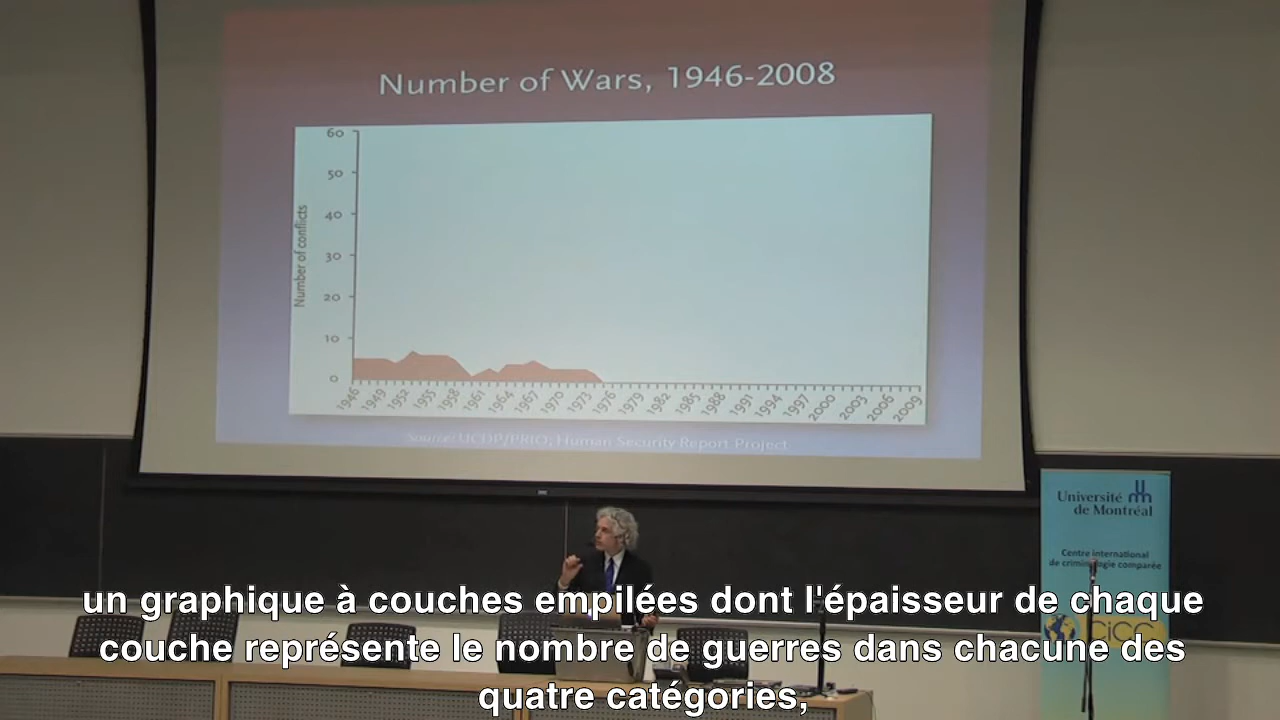 Number of Wars, 1946-2008
60
50
40
30
20
10
0
Number of conflicts
1946
1949
1952
1955
1958
1961
1964
1967
1970
1973
1976
1979
1982
1985
1988
1991
1994
1997
2000
2003
2006
2009
Source: UCDP/PRIO; Human Security Report Project
Université
de Montréal
Centre international
de criminologie comparée
CICC
un graphique à couches empilées dont l'épaisseur de chaque
couche représente le nombre de guerres dans chacune des
quatre catégories,